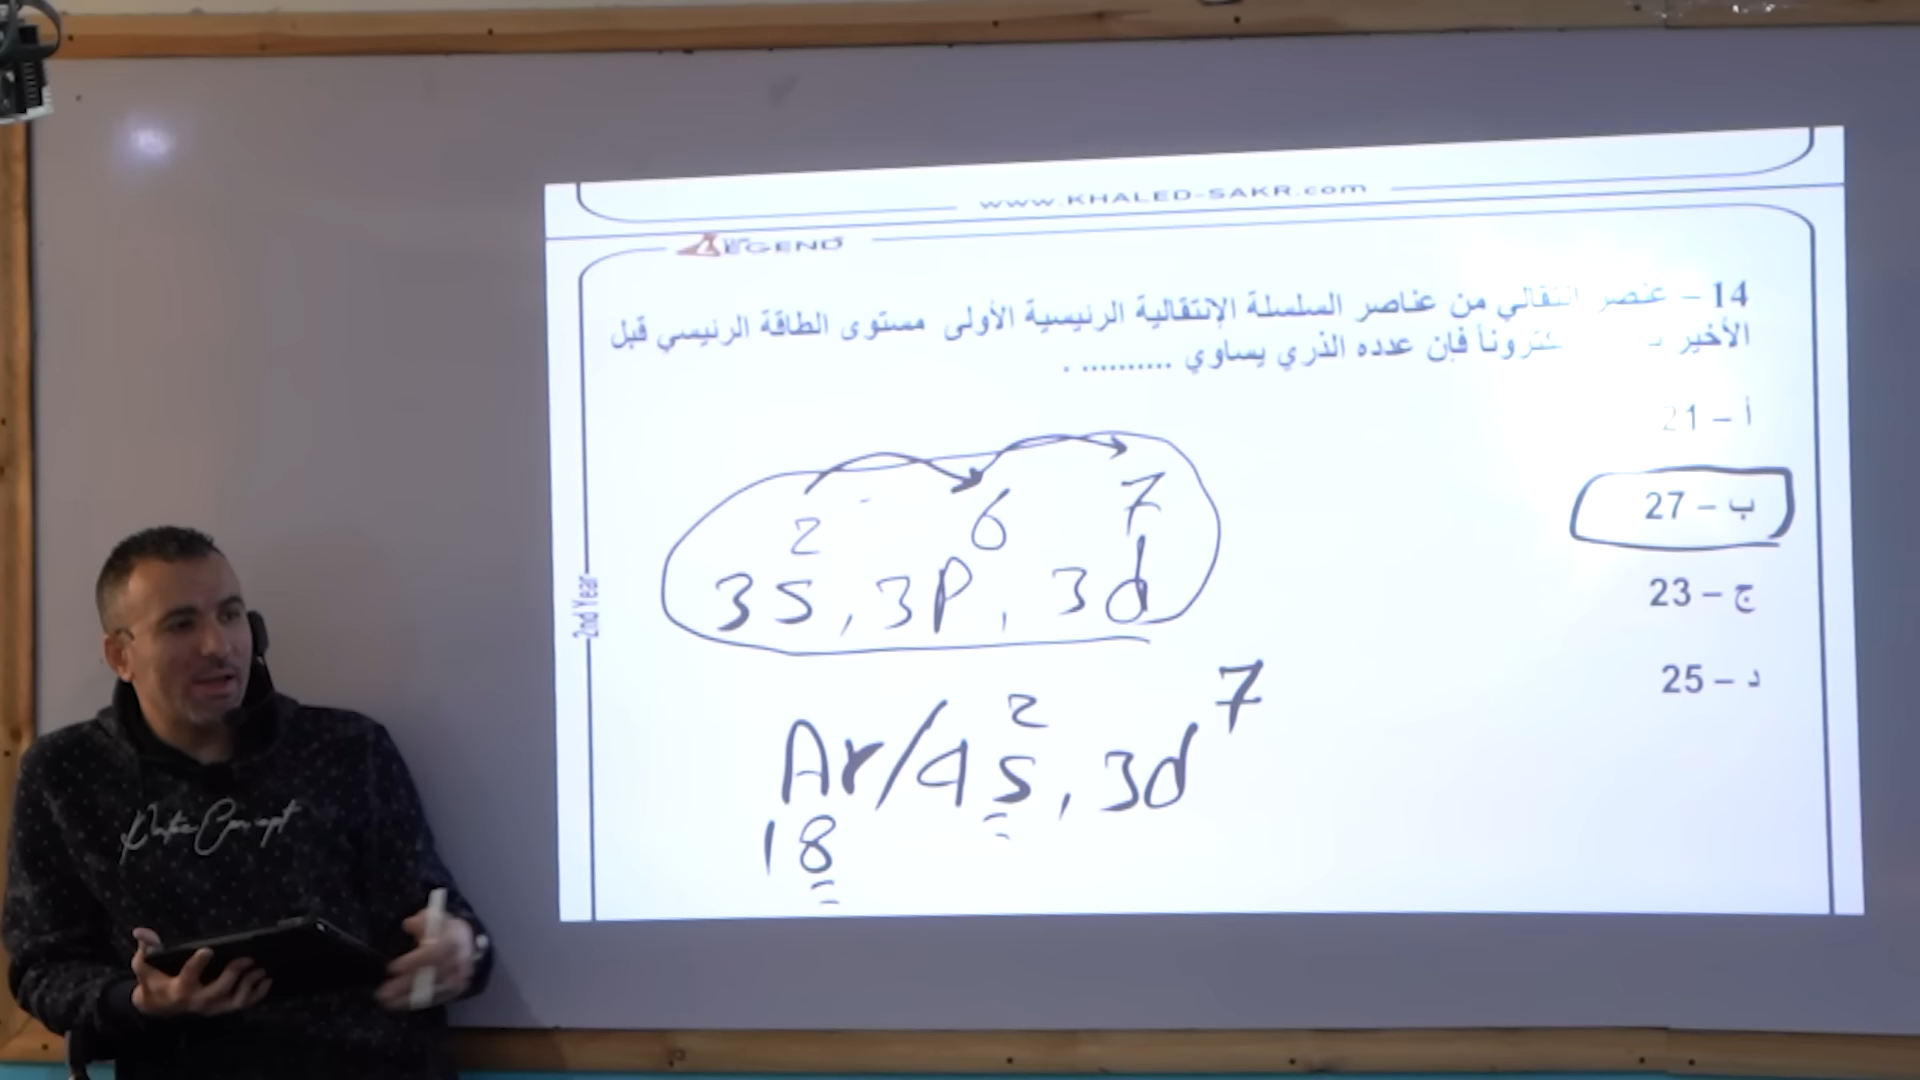 www.KHALED-SAKR.com
LEGEND
14 – عنصر انتقالي من عناصر السلسلة الإنتقالية الرئيسية الأولى مستوى الطاقة الرئيسي قبل
الأخير فإن عدده الذري يساوي .......... .
أ – 21
ب – 27
ج – 23
د – 25
2 6 7
3S, 3P, 3d
Ar/4s², 3d⁷
18
2nd Year